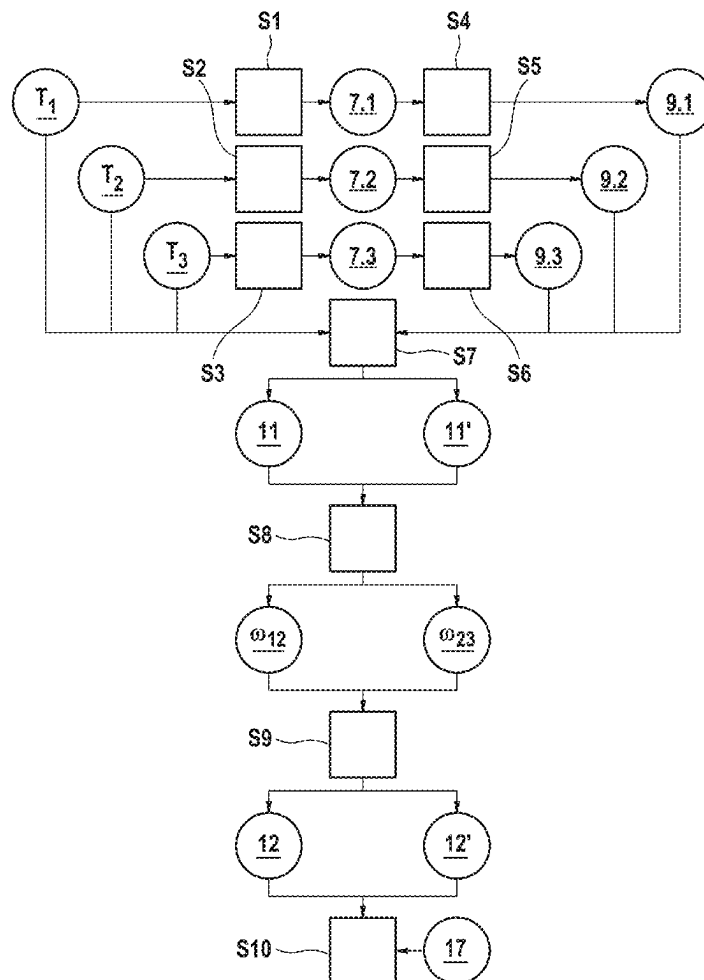 S1 S4
S2 S5
T1 7.1 9.1
T2 7.2 9.2
T3 7.3 9.3
S3 S7 S6
11 11'
S8
ω12 ω23
S9
12 12'
S10 17